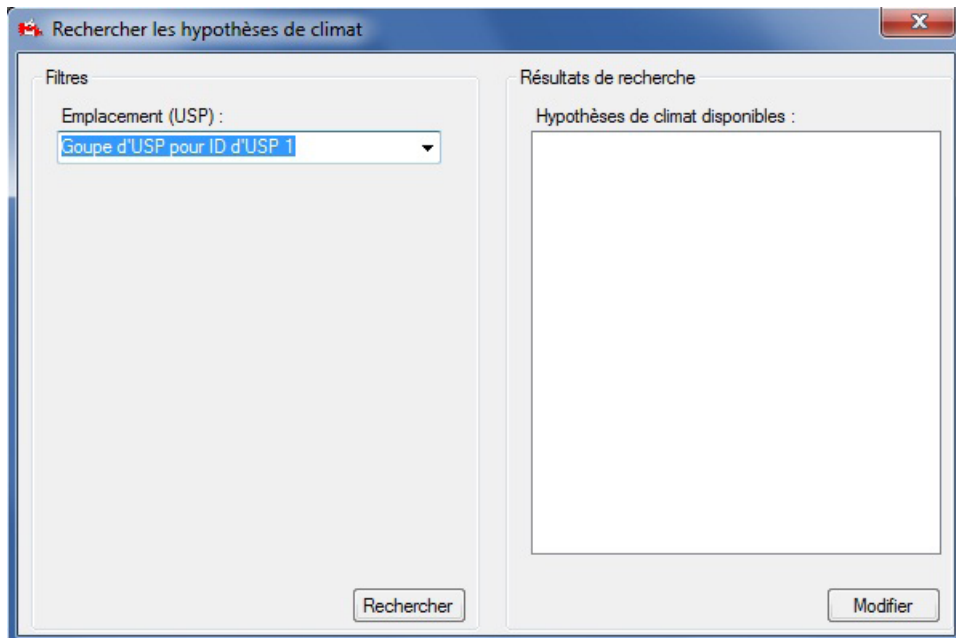 Rechercher les hypothèses de climat
Filtres
Emplacement (USP) :
Goupe d'USP pour ID d'USP 1
Rechercher
Résultats de recherche
Hypothèses de climat disponibles :
Modifier